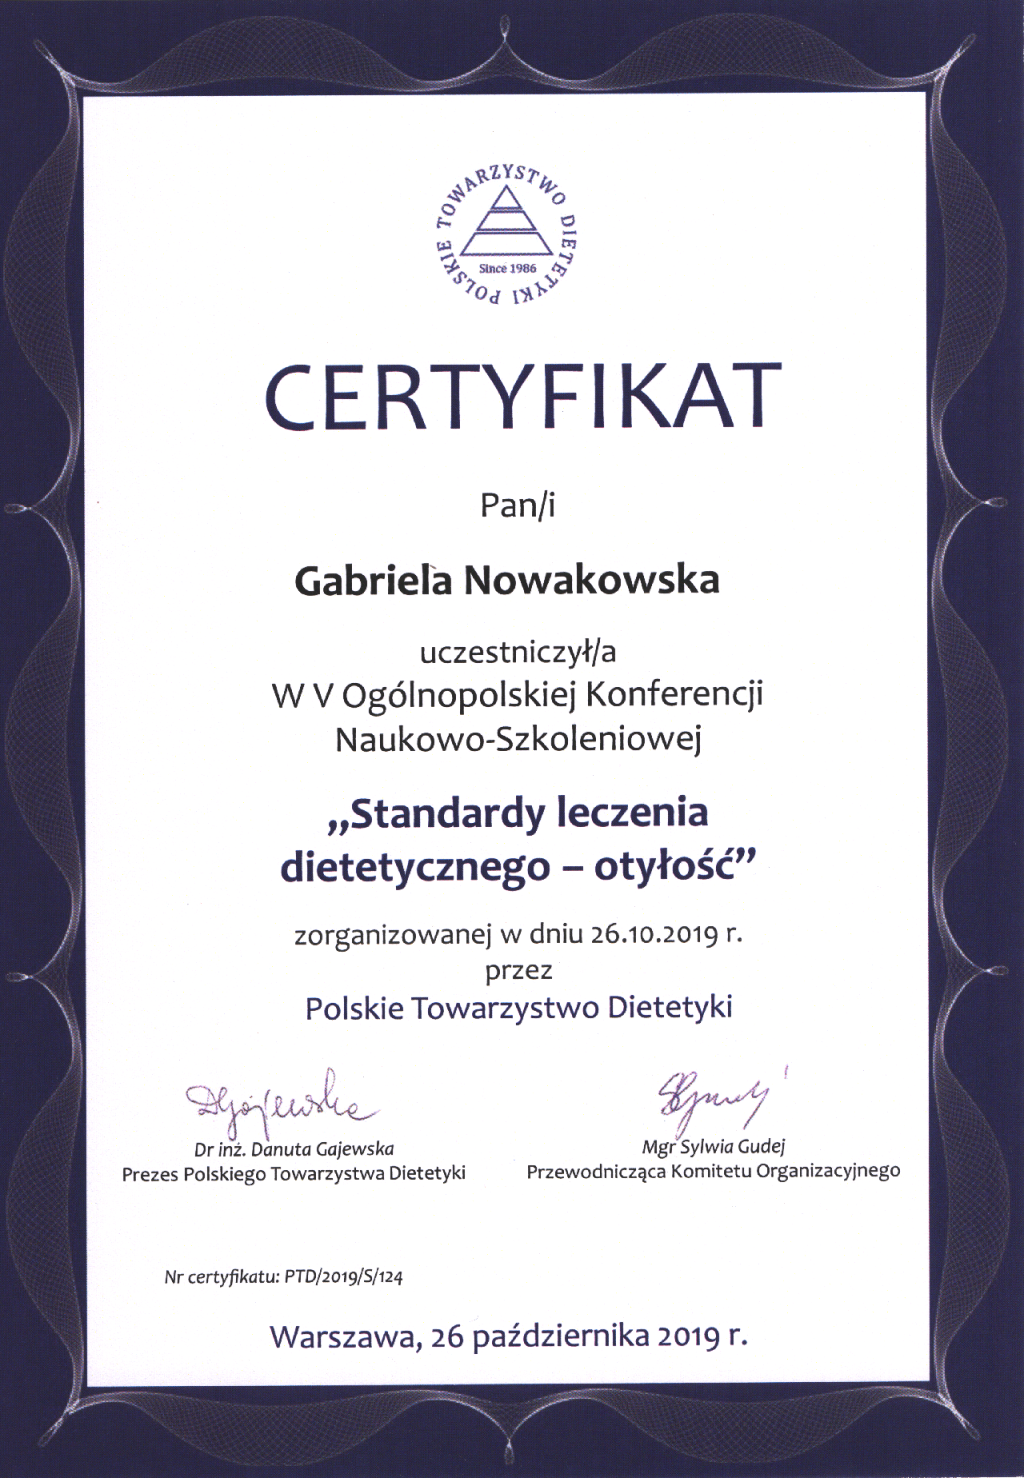 POLSKIE TOWARZYSTWO DIETETYKI
Since 1986
CERTYFIKAT
Pan/i
Gabriela Nowakowska
uczestniczył/a
W V Ogólnopolskiej Konferencji
Naukowo-Szkoleniowej
„Standardy leczenia
dietetycznego – otyłość”
zorganizowanej w dniu 26.10.2019 r.
przez
Polskie Towarzystwo Dietetyki
DGajewska
Dr inż. Danuta Gajewska
Prezes Polskiego Towarzystwa Dietetyki
Mgr Sylwia Gudej
Przewodnicząca Komitetu Organizacyjnego
Nr certyfikatu: PTD/2019/S/124
Warszawa, 26 października 2019 r.